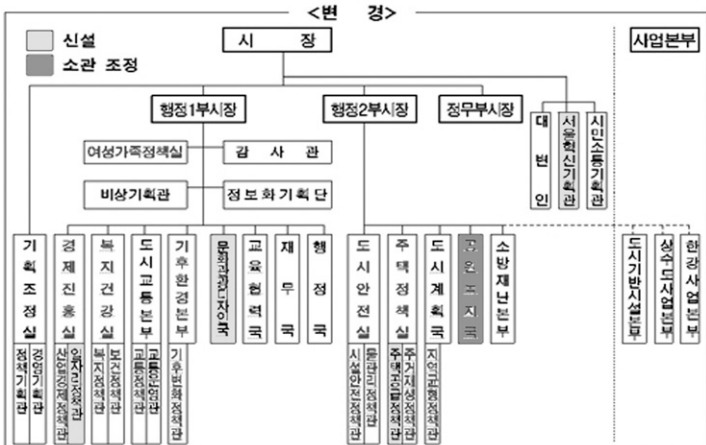 <변 경>
신설
소관 조정
시 장
사업본부
행정1부시장
행정2부시장
정무부시장
대변인
서울혁신기획관
시민소통기획관
여성가족정책실
감 사 관
비상기획관
정보화기획단
기획조정실
경제진흥실
복지건강실
도시교통본부
기후환경본부
문화관광디자인국
교육협력국
재무국
행정국
도시안전실
주택정책실
도시계획국
공원녹지국
소방재난본부
도시기반시설본부
상수도사업본부
한강사업본부
정책기획관
경영기획관
산업경제정책관
일자리정책관
복지정책관
보건정책관
교통정책관
교통운영관
기후변화정책관
시설안전정책관
물관리정책관
주택공급정책관
주거재생정책관
지역균형정책관